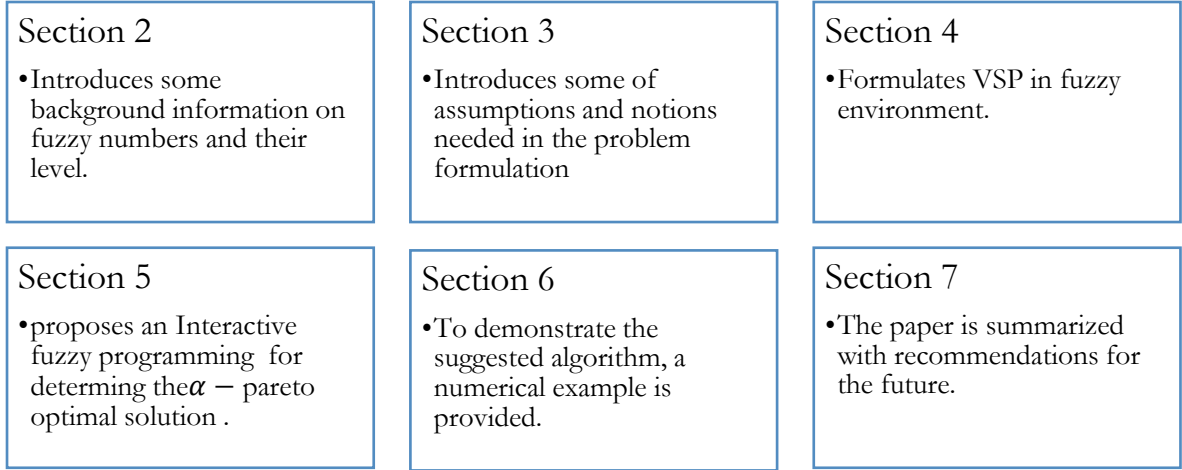 Section 2
•Introduces some
background information on
fuzzy numbers and their
level.
Section 3
•Introduces some of
assumptions and notions
needed in the problem
formulation
Section 4
•Formulates VSP in fuzzy
environment.
Section 5
•proposes an Interactive
fuzzy programming for
determing the𝛼 − pareto
optimal solution .
Section 6
•To demonstrate the
suggested algorithm, a
numerical example is
provided.
Section 7
•The paper is summarized
with recommendations for
the future.